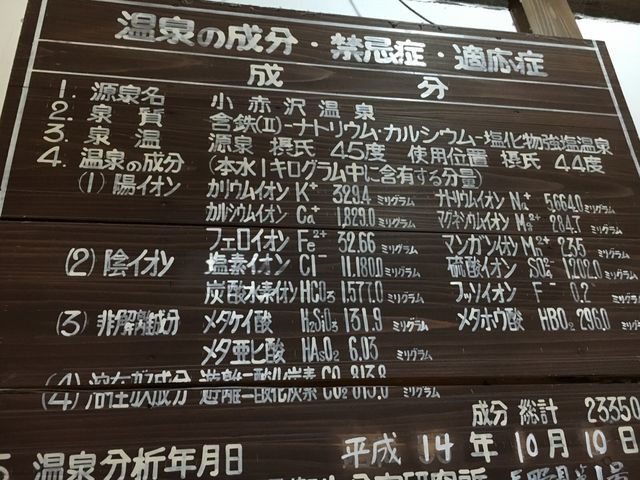 温泉の成分・禁忌症・適応症
成分
1. 源泉名 小赤沢温泉
2. 泉質 含鉄(II)-ナトリウム・カルシウム-塩化物強塩温泉
3. 泉温 源泉 摂氏 45度 使用位置 摂氏 44度
4. 温泉の成分 (本水1キログラム中に含有する分量)
(1) 陽イオン カリウムイオン K+ 329.4 ミリグラム ナトリウムイオン Na+ 5,664.0 ミリグラム
カルシウムイオン Ca+ 1,829.0 ミリグラム マグネシウムイオン Mg2+ 284.7 ミリグラム
フェロイオン Fe2+ 32.66 ミリグラム マンガンイオン M 2+ 2.35 ミリグラム
(2) 陰イオン 塩素イオン Cl- 11,180.0 ミリグラム 硫酸イオン SO42- 1202.0 ミリグラム
炭酸水素イオン HCO3 1,577.0 ミリグラム フッソイオン F- 0.2 ミリグラム
(3) 非解離成分 メタケイ酸 H2SiO3 131.9 ミリグラム メタホウ酸 HBO2 296.0 ミリグラム
メタ亜ヒ酸 HAsO2 6.03 ミリグラム
(4) 溶存ガス成分 遊離二酸化炭素 CO2 813.8 ミリグラム
成分 総計 23350
5. 温泉分析年月日 平成 14年 10月 10日